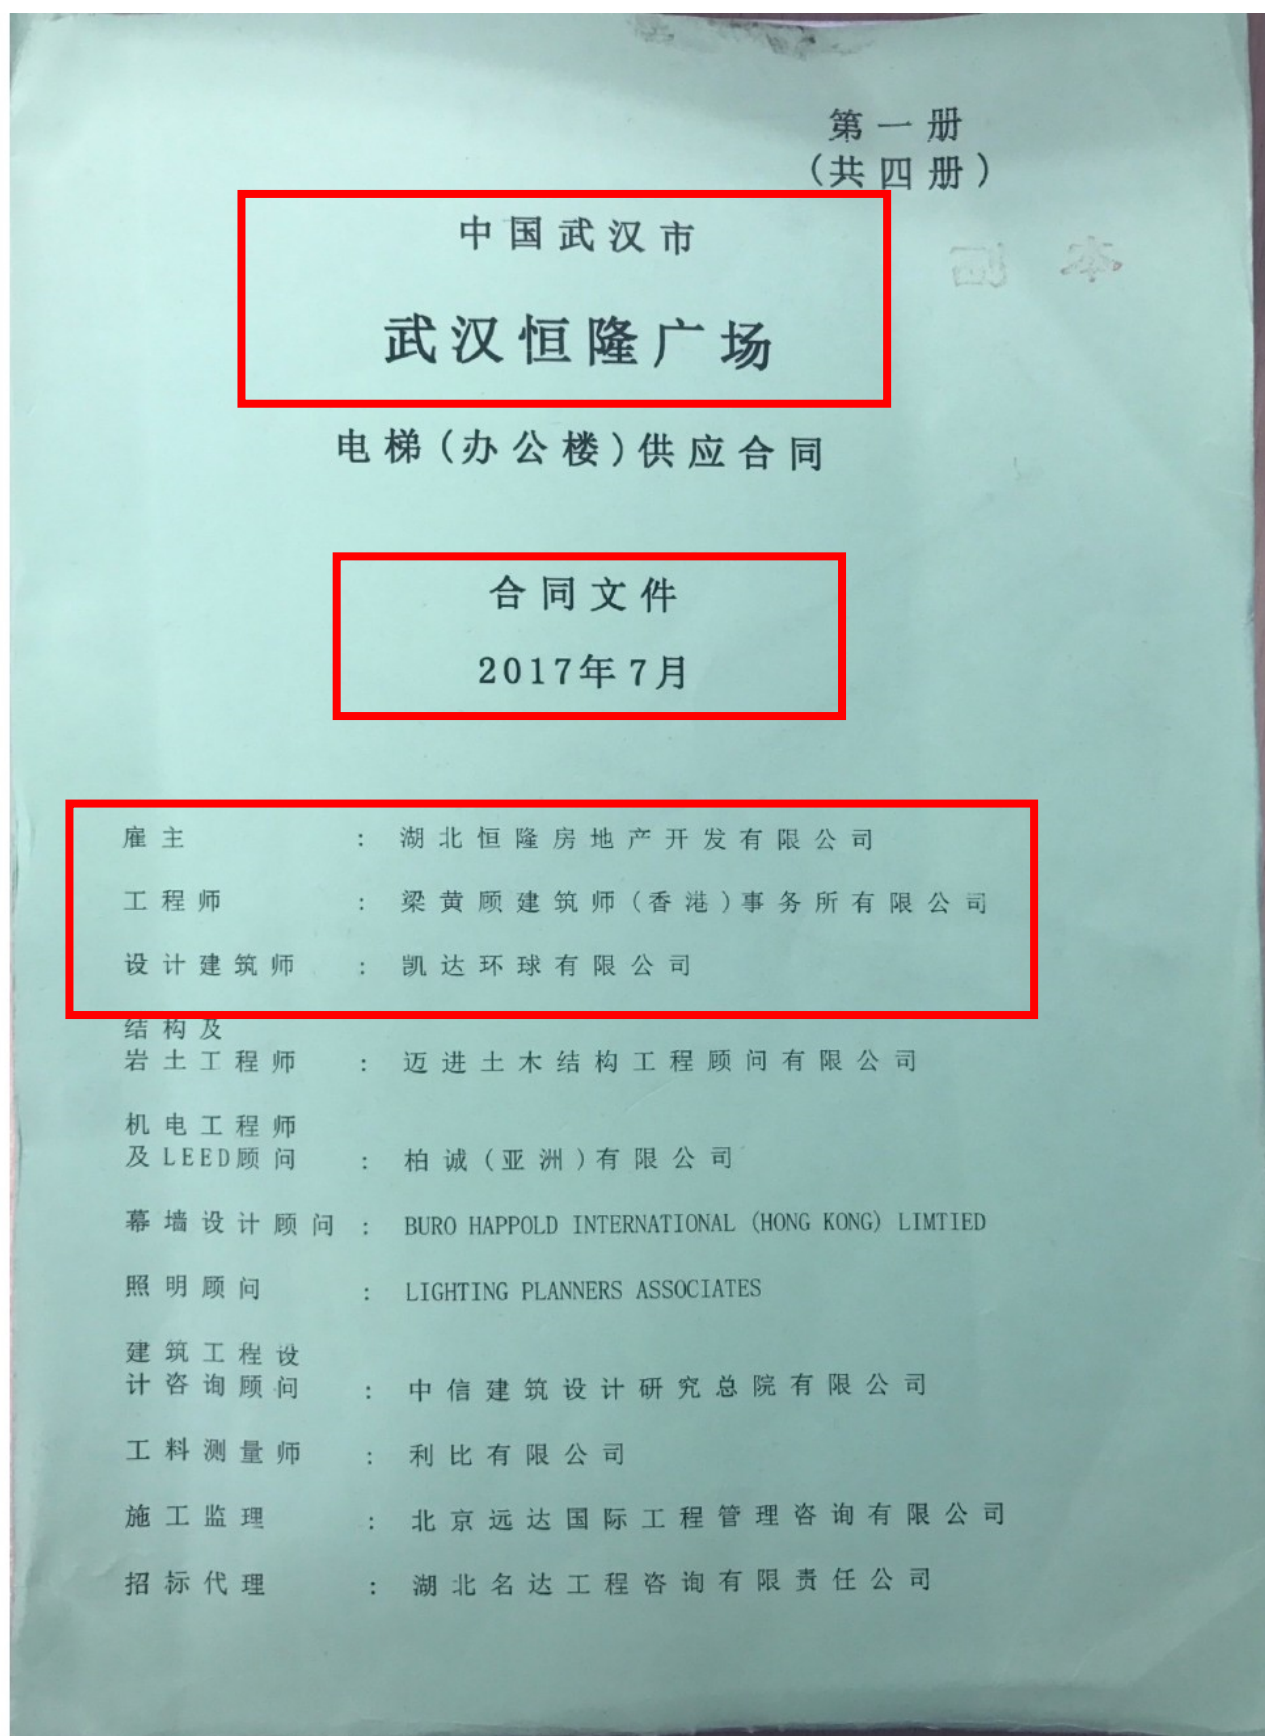 第一册
(共四册)
中国武汉市
武汉恒隆广场
电梯(办公楼)供应合同
合同文件
2017年7月
雇主 : 湖北恒隆房地产开发有限公司
工程师 : 梁黄顾建筑师(香港)事务所有限公司
设计建筑师 : 凯达环球有限公司
结构及
岩土工程师 : 迈进土木结构工程顾问有限公司
机电工程师
及LEED顾问 : 柏诚(亚洲)有限公司
幕墙设计顾问 : BURO HAPPOLD INTERNATIONAL (HONG KONG) LIMTIED
照明顾问 : LIGHTING PLANNERS ASSOCIATES
建筑工程设
计咨询顾问 : 中信建筑设计研究总院有限公司
工料测量师 : 利比有限公司
施工监理 : 北京远达国际工程管理咨询有限公司
招标代理 : 湖北名达工程咨询有限责任公司